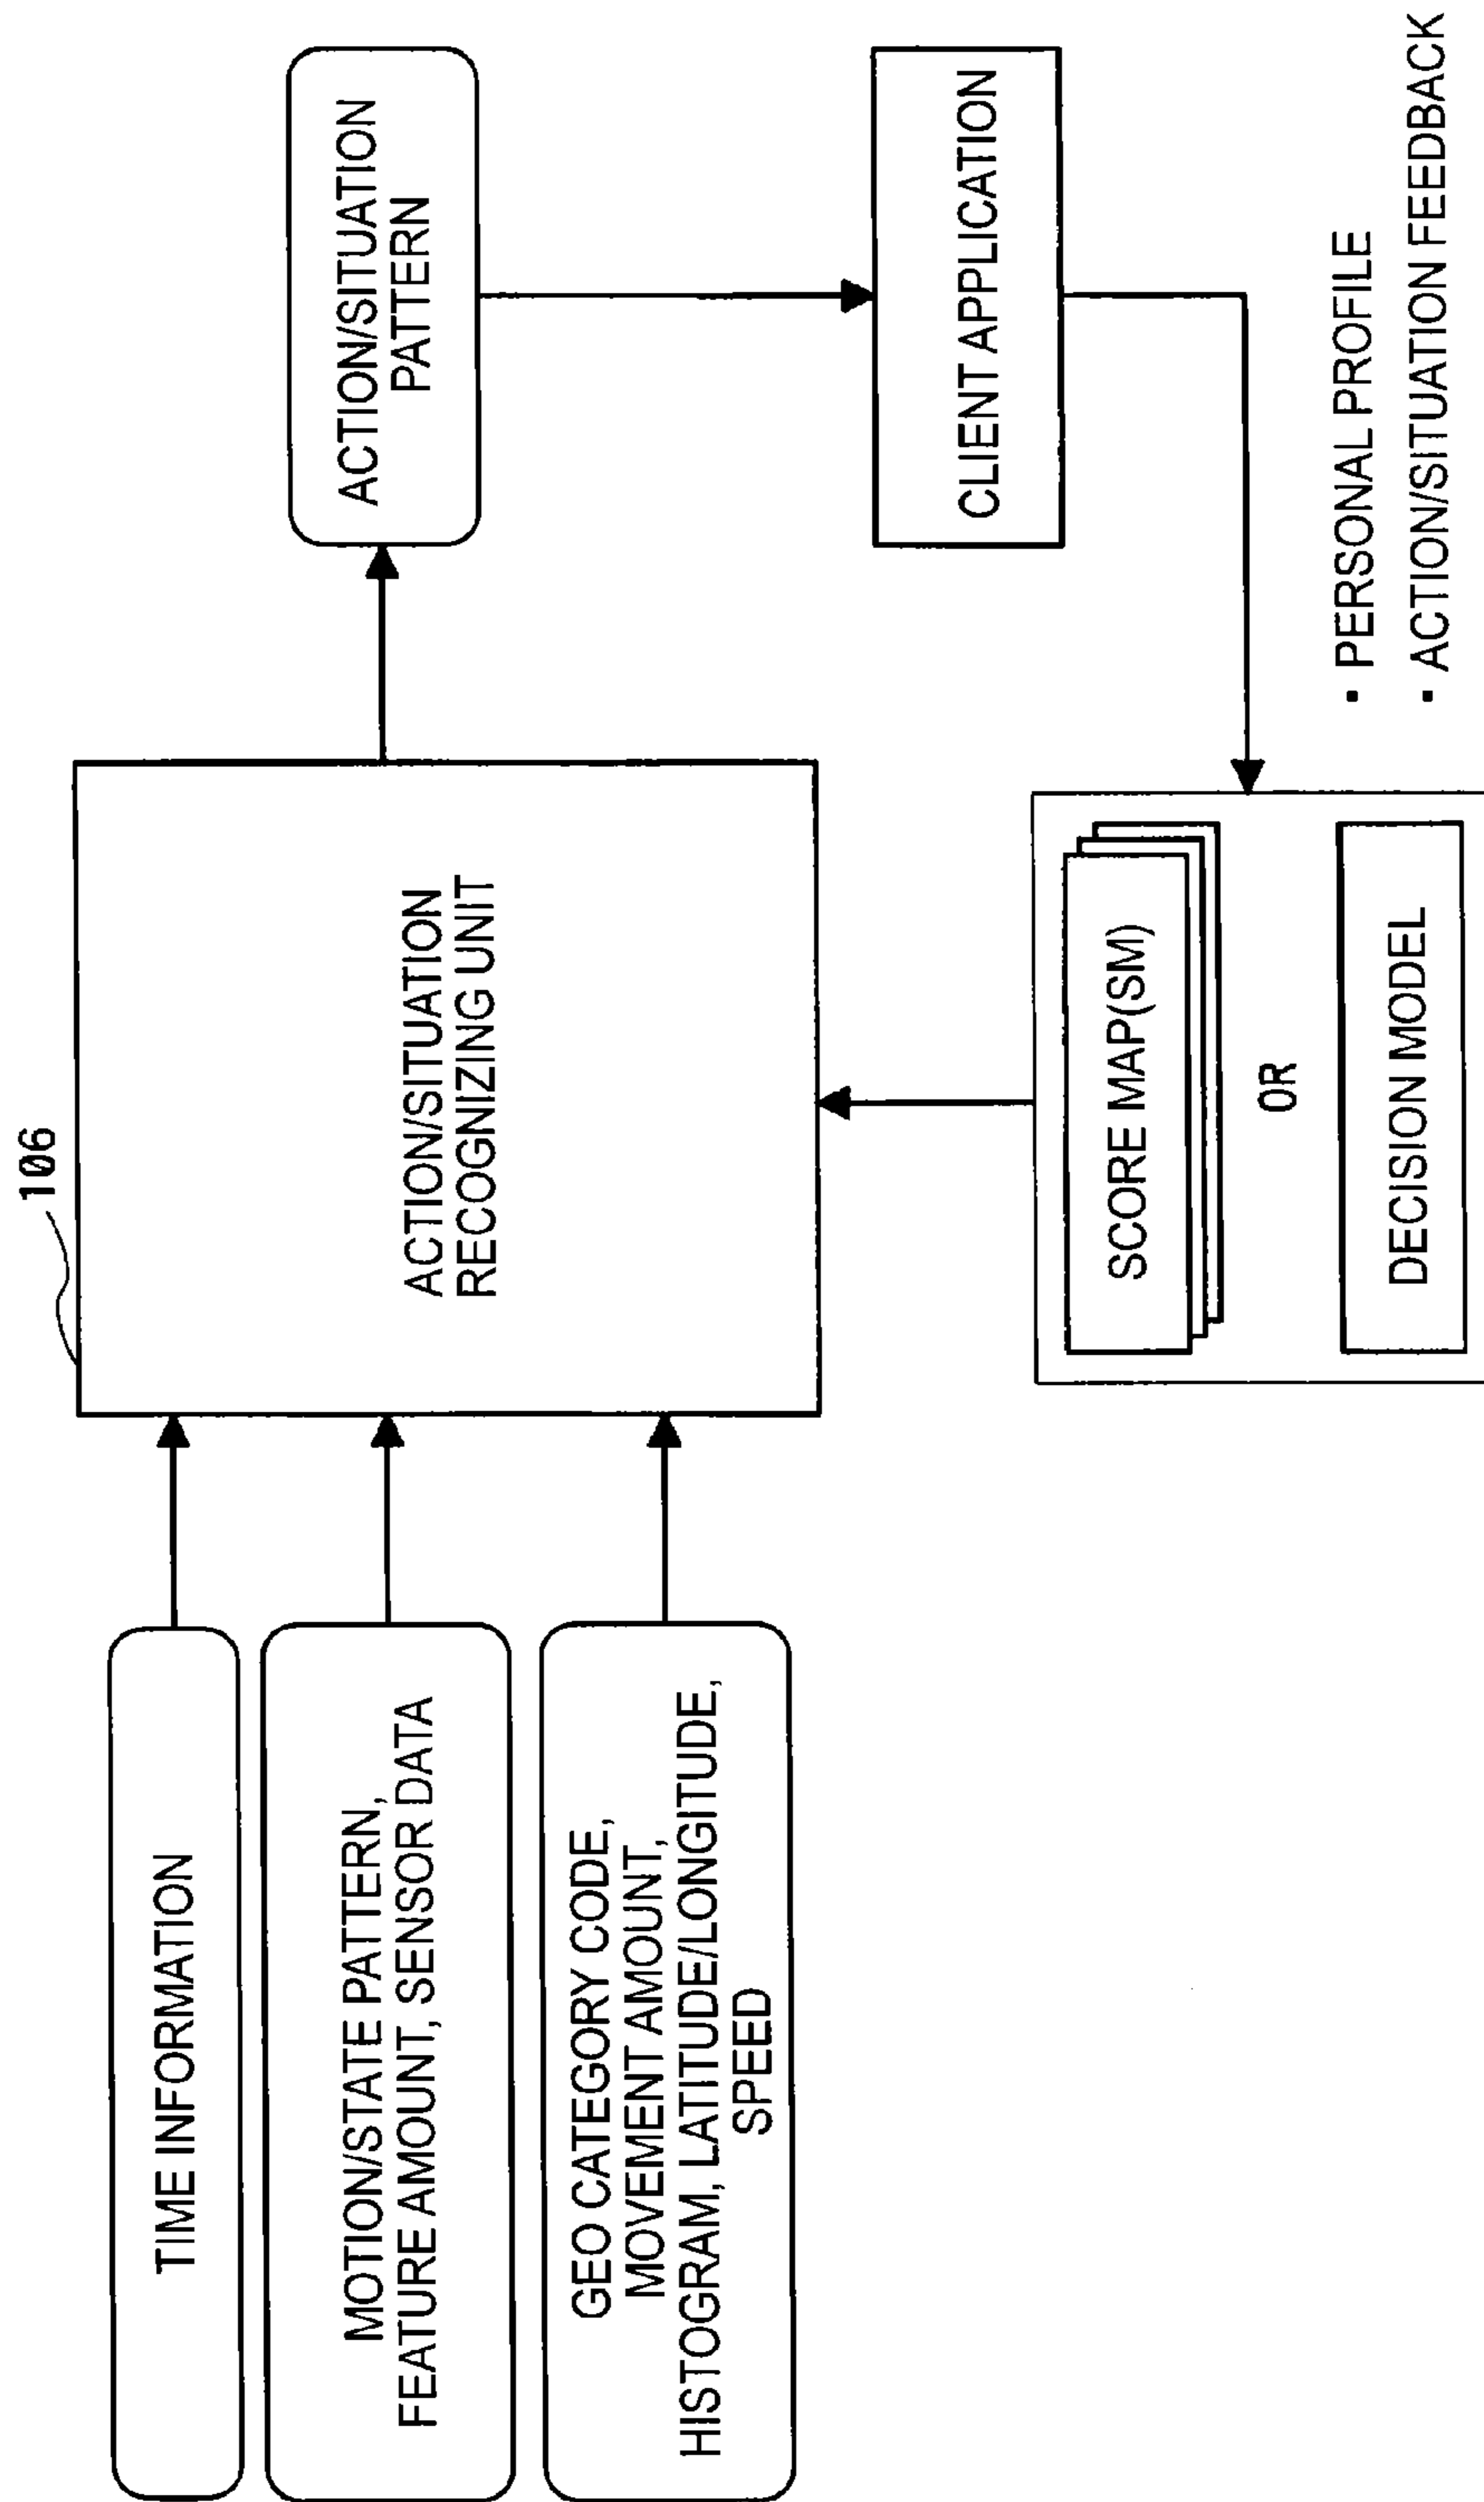 106
TIME INFORMATION
MOTION/STATE PATTERN,
FEATURE AMOUNT, SENSOR DATA
GEO CATEGORY CODE,
MOVEMENT AMOUNT,
HISTOGRAM, LATITUDE/LONGITUDE,
SPEED
ACTION/SITUATION
RECOGNIZING UNIT
ACTION/SITUATION
PATTERN
CLIENT APPLICATION
SCORE MAP(SM)
OR
DECISION MODEL
▪ PERSONAL PROFILE
▪ ACTION/SITUATION FEEDBACK